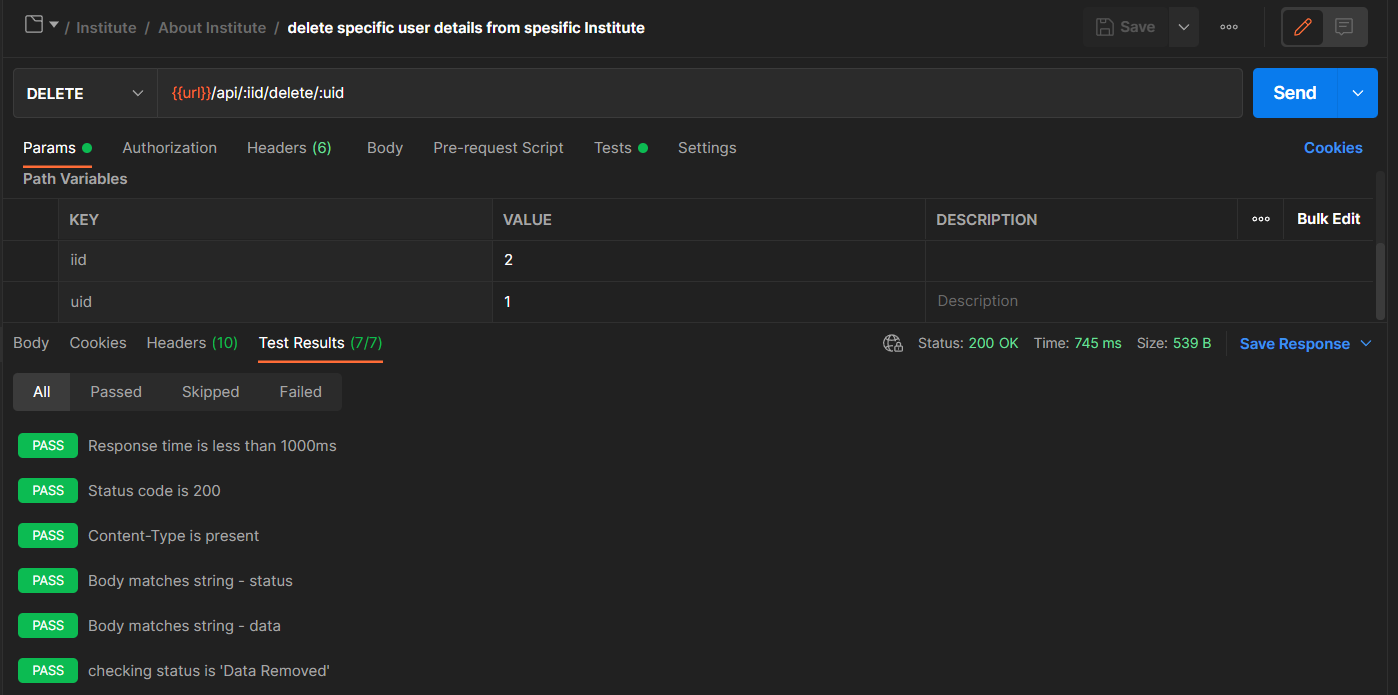 / Institute / About Institute / delete specific user details from spesific Institute
Save
DELETE {{url}}/api/:iid/delete/:uid Send
Params Authorization Headers (6) Body Pre-request Script Tests Settings Cookies
Path Variables
KEY VALUE DESCRIPTION Bulk Edit
iid 2
uid 1 Description
Body Cookies Headers (10) Test Results (7/7) Status: 200 OK Time: 745 ms Size: 539 B Save Response
All Passed Skipped Failed
PASS Response time is less than 1000ms
PASS Status code is 200
PASS Content-Type is present
PASS Body matches string - status
PASS Body matches string - data
PASS checking status is 'Data Removed'